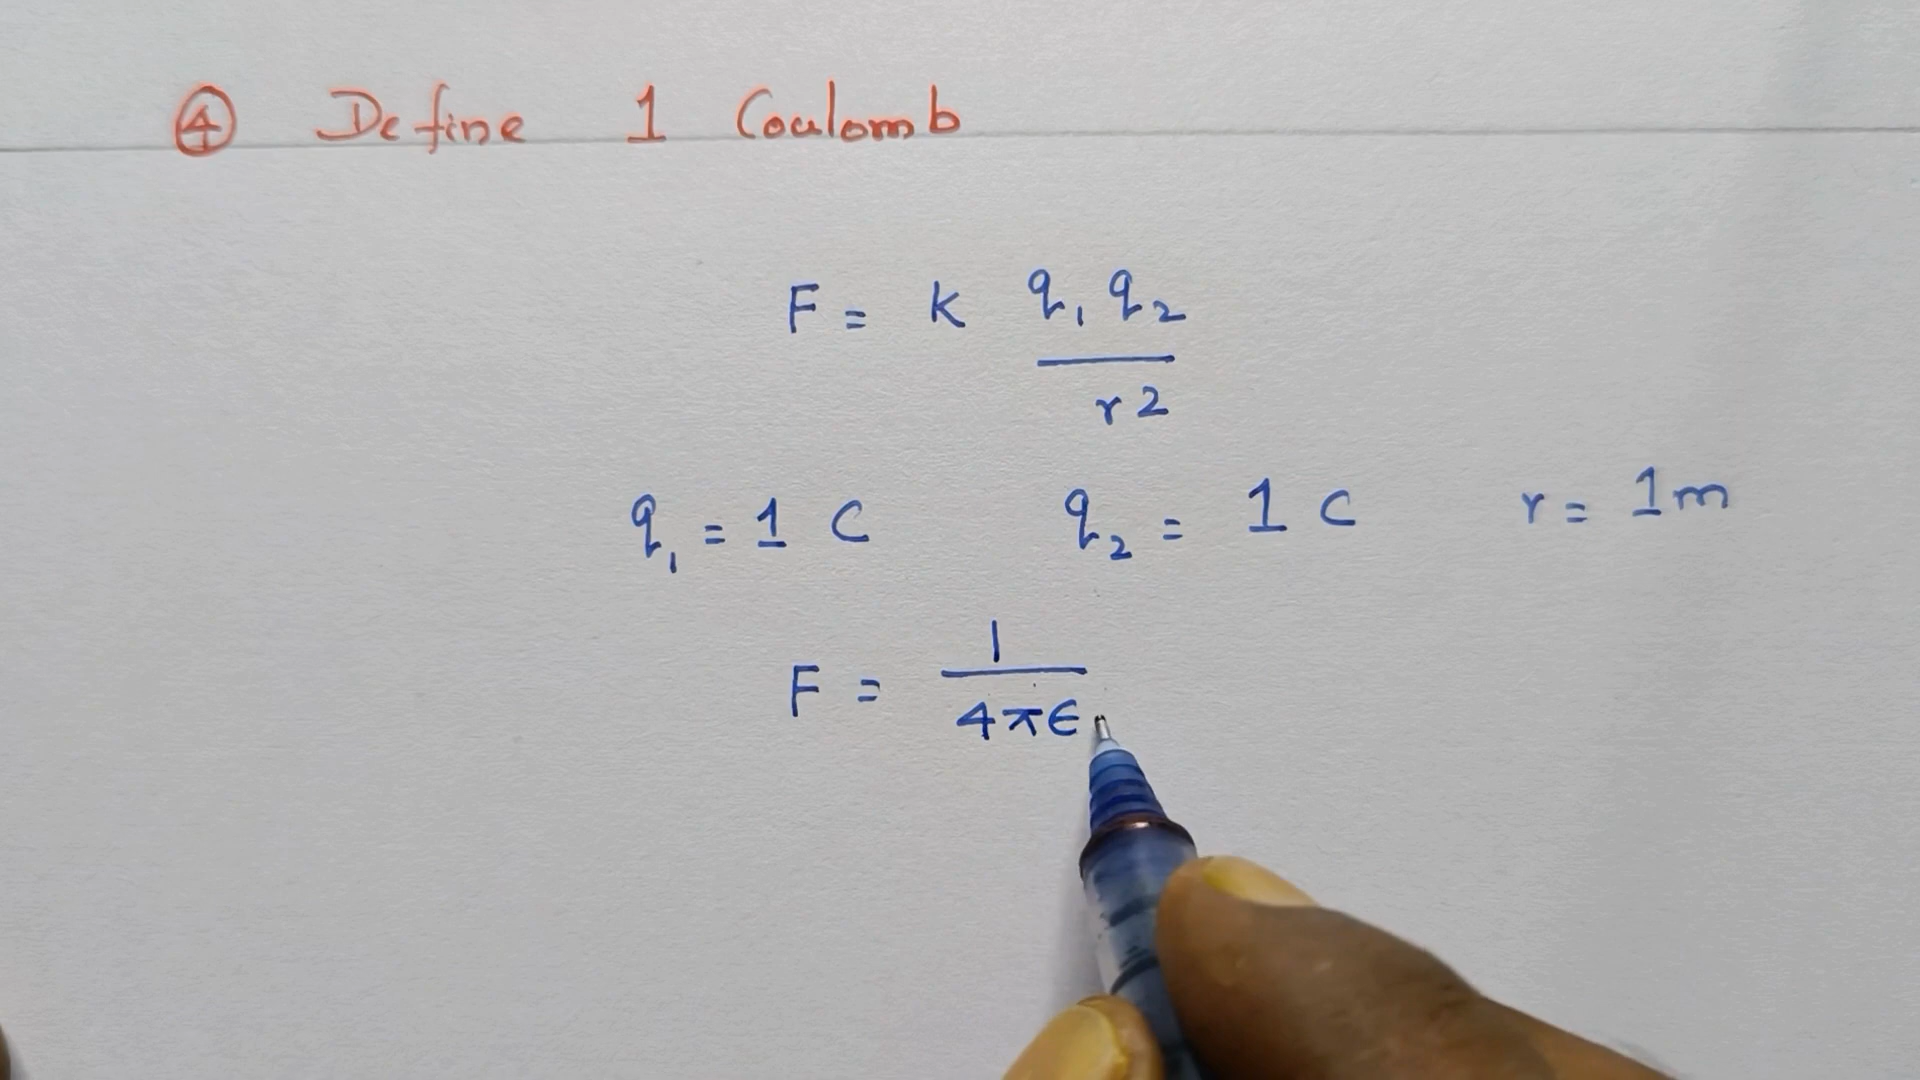 ④ Define 1 Coulomb
F = k q₁ q₂ / r2
q₁ = 1 C q₂ = 1 C r = 1m
F = 1 / 4πϵ